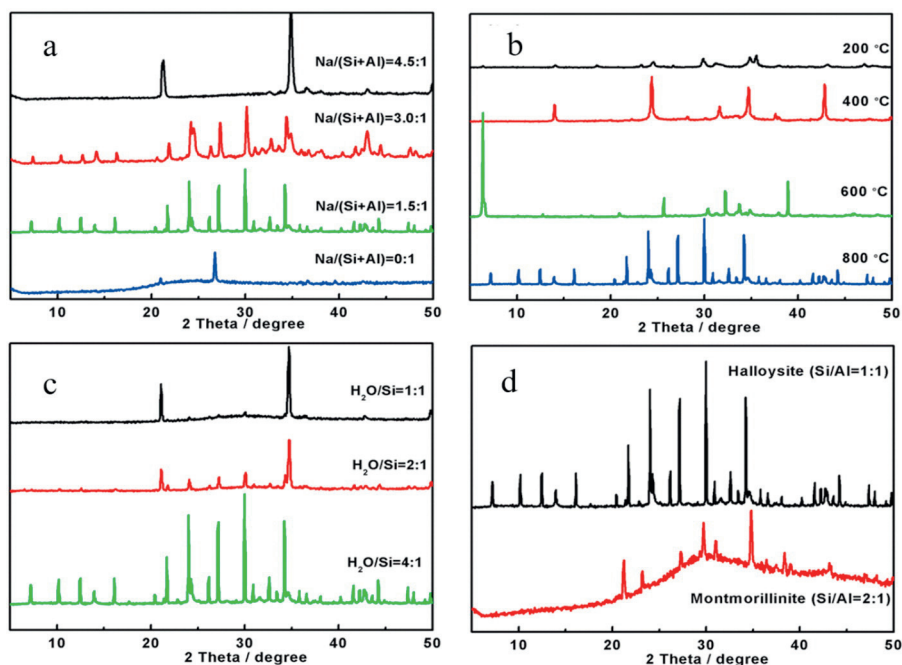 a
Na/(Si+Al)=4.5:1
Na/(Si+Al)=3.0:1
Na/(Si+Al)=1.5:1
Na/(Si+Al)=0:1
10 20 30 40 50
2 Theta / degree
b
200 °C
400 °C
600 °C
800 °C
10 20 30 40 50
2 Theta / degree
c
H₂O/Si=1:1
H₂O/Si=2:1
H₂O/Si=4:1
10 20 30 40 50
2 Theta / degree
d
Halloysite (Si/Al=1:1)
Montmorillinite (Si/Al=2:1)
10 20 30 40 50
2 Theta / degree